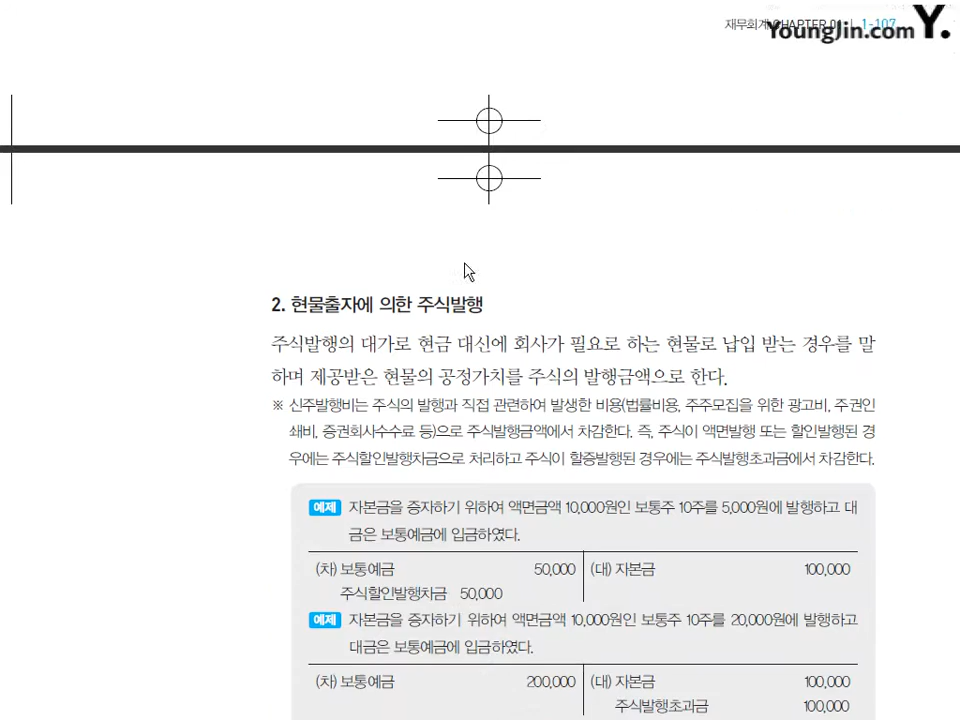 재무회계 CHAPTER 01 | 1-107
YoungJin.com Y.
2. 현물출자에 의한 주식발행
주식발행의 대가로 현금 대신에 회사가 필요로 하는 현물로 납입 받는 경우를 말
하며 제공받은 현물의 공정가치를 주식의 발행금액으로 한다.
※ 신주발행비는 주식의 발행과 직접 관련하여 발생한 비용(법률비용, 주주모집을 위한 광고비, 주권인
쇄비, 증권회사수수료 등)으로 주식발행금액에서 차감한다. 즉, 주식이 액면발행 또는 할인발행된 경
우에는 주식할인발행차금으로 처리하고 주식이 할증발행된 경우에는 주식발행초과금에서 차감한다.
예제 자본금을 증자하기 위하여 액면금액 10,000원인 보통주 10주를 5,000원에 발행하고 대
금은 보통예금에 입금하였다.
(차) 보통예금 50,000 (대) 자본금 100,000
주식할인발행차금 50,000
예제 자본금을 증자하기 위하여 액면금액 10,000원인 보통주 10주를 20,000원에 발행하고
대금은 보통예금에 입금하였다.
(차) 보통예금 200,000 (대) 자본금 100,000
주식발행초과금 100,000